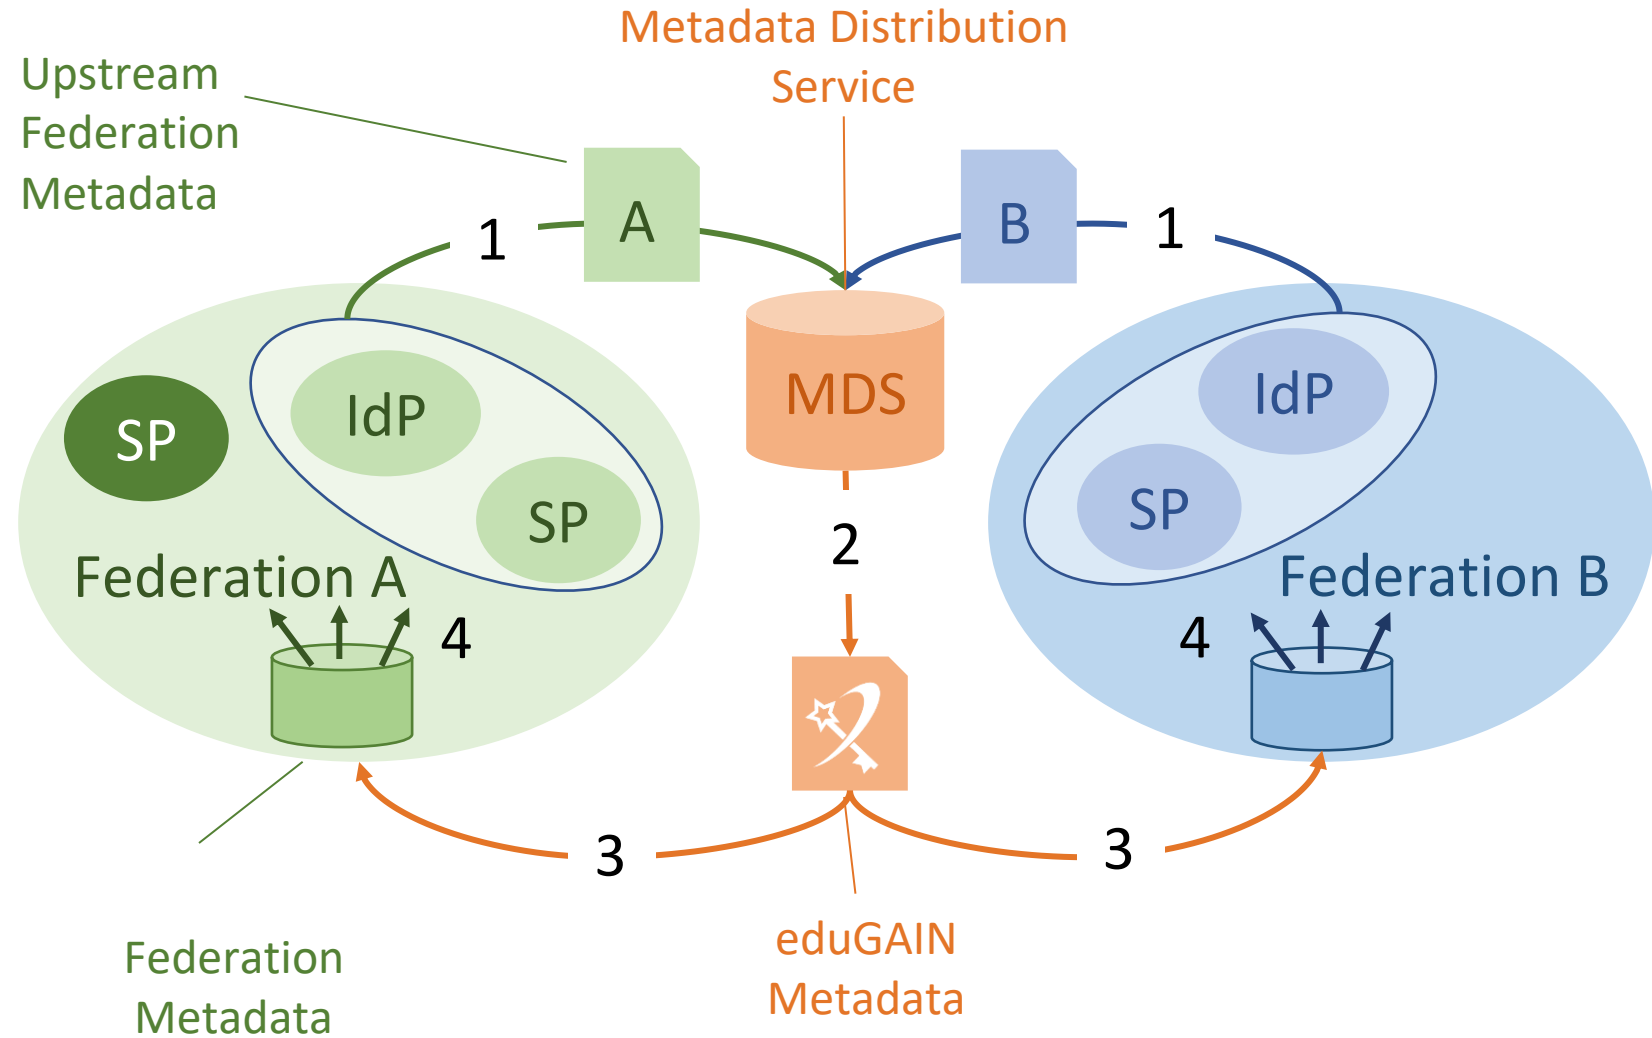 Metadata Distribution
Service
Upstream
Federation
Metadata
A
B
1
1
MDS
IdP
SP
SP
IdP
SP
2
Federation A
Federation B
4
4
3
3
eduGAIN
Metadata
Federation
Metadata